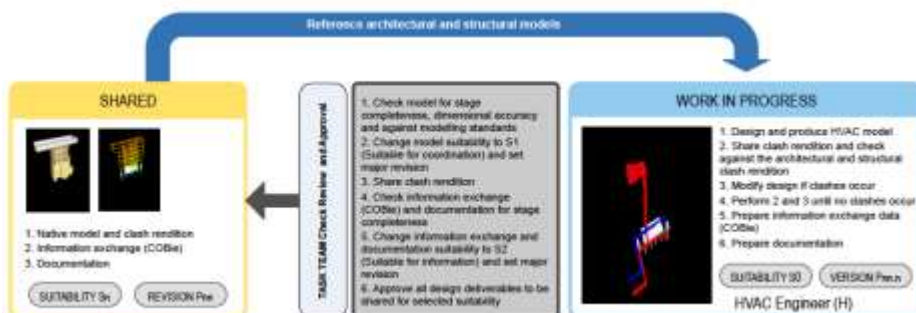 Reference architectural and structural models
SHARED
1. Native model and clash rendition
2. Information exchange (COBie)
3. Documentation
SUITABILITY Sn
REVISION Pnn
TASK TEAM Check Review and Approval
1. Check model for stage
completeness, dimensional accuracy
and against modelling standards
2. Change model suitability to S1
(Suitable for coordination) and set
major revision
3. Share clash rendition
4. Check information exchange
(COBie) and documentation for stage
completeness
5. Change information exchange and
documentation suitability to S2
(Suitable for information) and set major
revision
6. Approve all design deliverables to be
shared for selected suitability
WORK IN PROGRESS
1. Design and produce HVAC model
2. Share clash rendition and check
against the architectural and structural
clash rendition
3. Modify design if clashes occur
4. Perform 2 and 3 until no clashes occur
5. Prepare information exchange data
(COBie)
6. Prepare documentation
SUITABILITY S0
VERSION Pnn.n
HVAC Engineer (H)